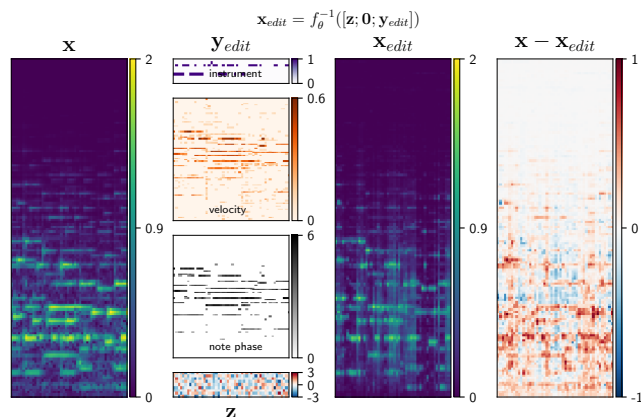 x_edit = f_θ^{-1}([z; 0; y_edit])
x
y_edit
x_edit
x − x_edit
2
0.9
0
1
0
instrument
0.6
0
velocity
6
0
note phase
3
0
-3
z
2
0.9
0
1
0
-1